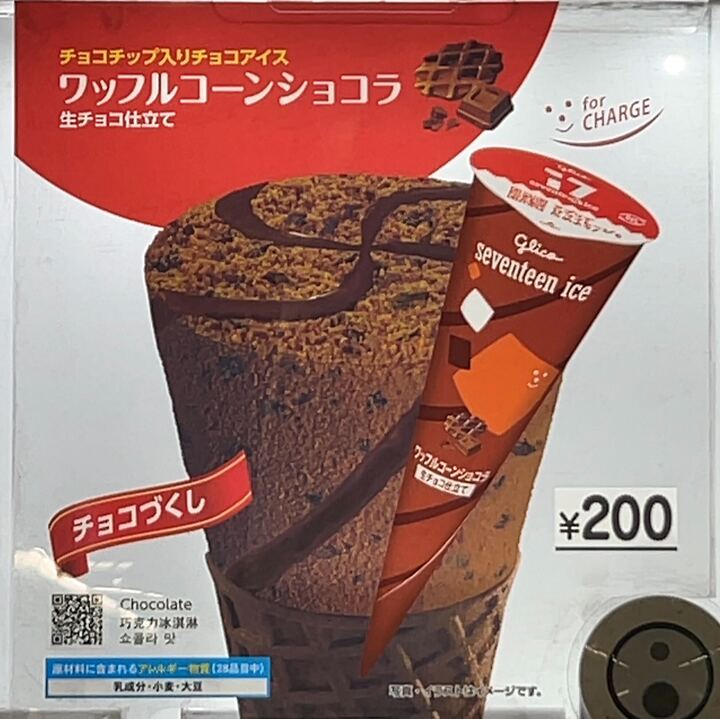 チョコチップ入りチョコアイス
ワッフルコーンショコラ
生チョコ仕立て
for
CHARGE
Glico
17
Glico
seventeen ice
ワッフルコーンショコラ
生チョコ仕立て
チョコづくし
¥200
Chocolate
巧克力冰淇淋
쇼콜라 맛
原材料に含まれるアレルギー物質(28品目中)
乳成分・小麦・大豆
写真・イラストはイメージです。